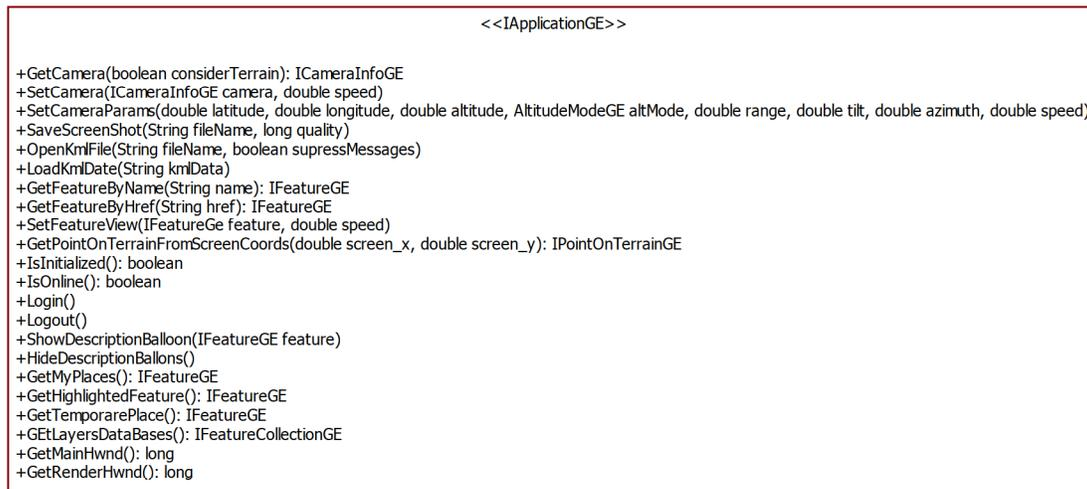 <<IApplicationGE>>
+GetCamera(boolean considerTerrain): ICameraInfoGE
+SetCamera(ICameraInfoGE camera, double speed)
+SetCameraParams(double latitude, double longitude, double altitude, AltitudeModeGE altMode, double range, double tilt, double azimuth, double speed)
+SaveScreenShot(String fileName, long quality)
+OpenKmlFile(String fileName, boolean supressMessages)
+LoadKmlDate(String kmlData)
+GetFeatureByName(String name): IFeatureGE
+GetFeatureByHref(String href): IFeatureGE
+SetFeatureView(IFeatureGe feature, double speed)
+GetPointOnTerrainFromScreenCoords(double screen_x, double screen_y): IPointOnTerrainGE
+IsInitialized(): boolean
+IsOnline(): boolean
+Login()
+Logout()
+ShowDescriptionBalloon(IFeatureGE feature)
+HideDescriptionBallons()
+GetMyPlaces(): IFeatureGE
+GetHighlightedFeature(): IFeatureGE
+GetTemporarePlace(): IFeatureGE
+GEtLayersDataBases(): IFeatureCollectionGE
+GetMainHwnd(): long
+GetRenderHwnd(): long